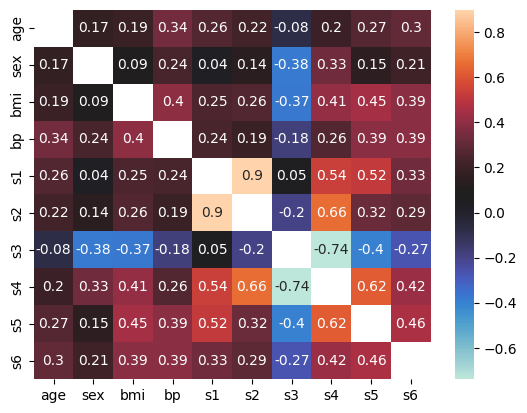 age 0.17 0.19 0.34 0.26 0.22 -0.08 0.2 0.27 0.3
sex 0.17 0.09 0.24 0.04 0.14 -0.38 0.33 0.15 0.21
bmi 0.19 0.09 0.4 0.25 0.26 -0.37 0.41 0.45 0.39
bp 0.34 0.24 0.4 0.24 0.19 -0.18 0.26 0.39 0.39
s1 0.26 0.04 0.25 0.24 0.9 0.05 0.54 0.52 0.33
s2 0.22 0.14 0.26 0.19 0.9 -0.2 0.66 0.32 0.29
s3 -0.08 -0.38 -0.37 -0.18 0.05 -0.2 -0.74 -0.4 -0.27
s4 0.2 0.33 0.41 0.26 0.54 0.66 -0.74 0.62 0.42
s5 0.27 0.15 0.45 0.39 0.52 0.32 -0.4 0.62 0.46
s6 0.3 0.21 0.39 0.39 0.33 0.29 -0.27 0.42 0.46
age sex bmi bp s1 s2 s3 s4 s5 s6
0.8
0.6
0.4
0.2
0.0
-0.2
-0.4
-0.6